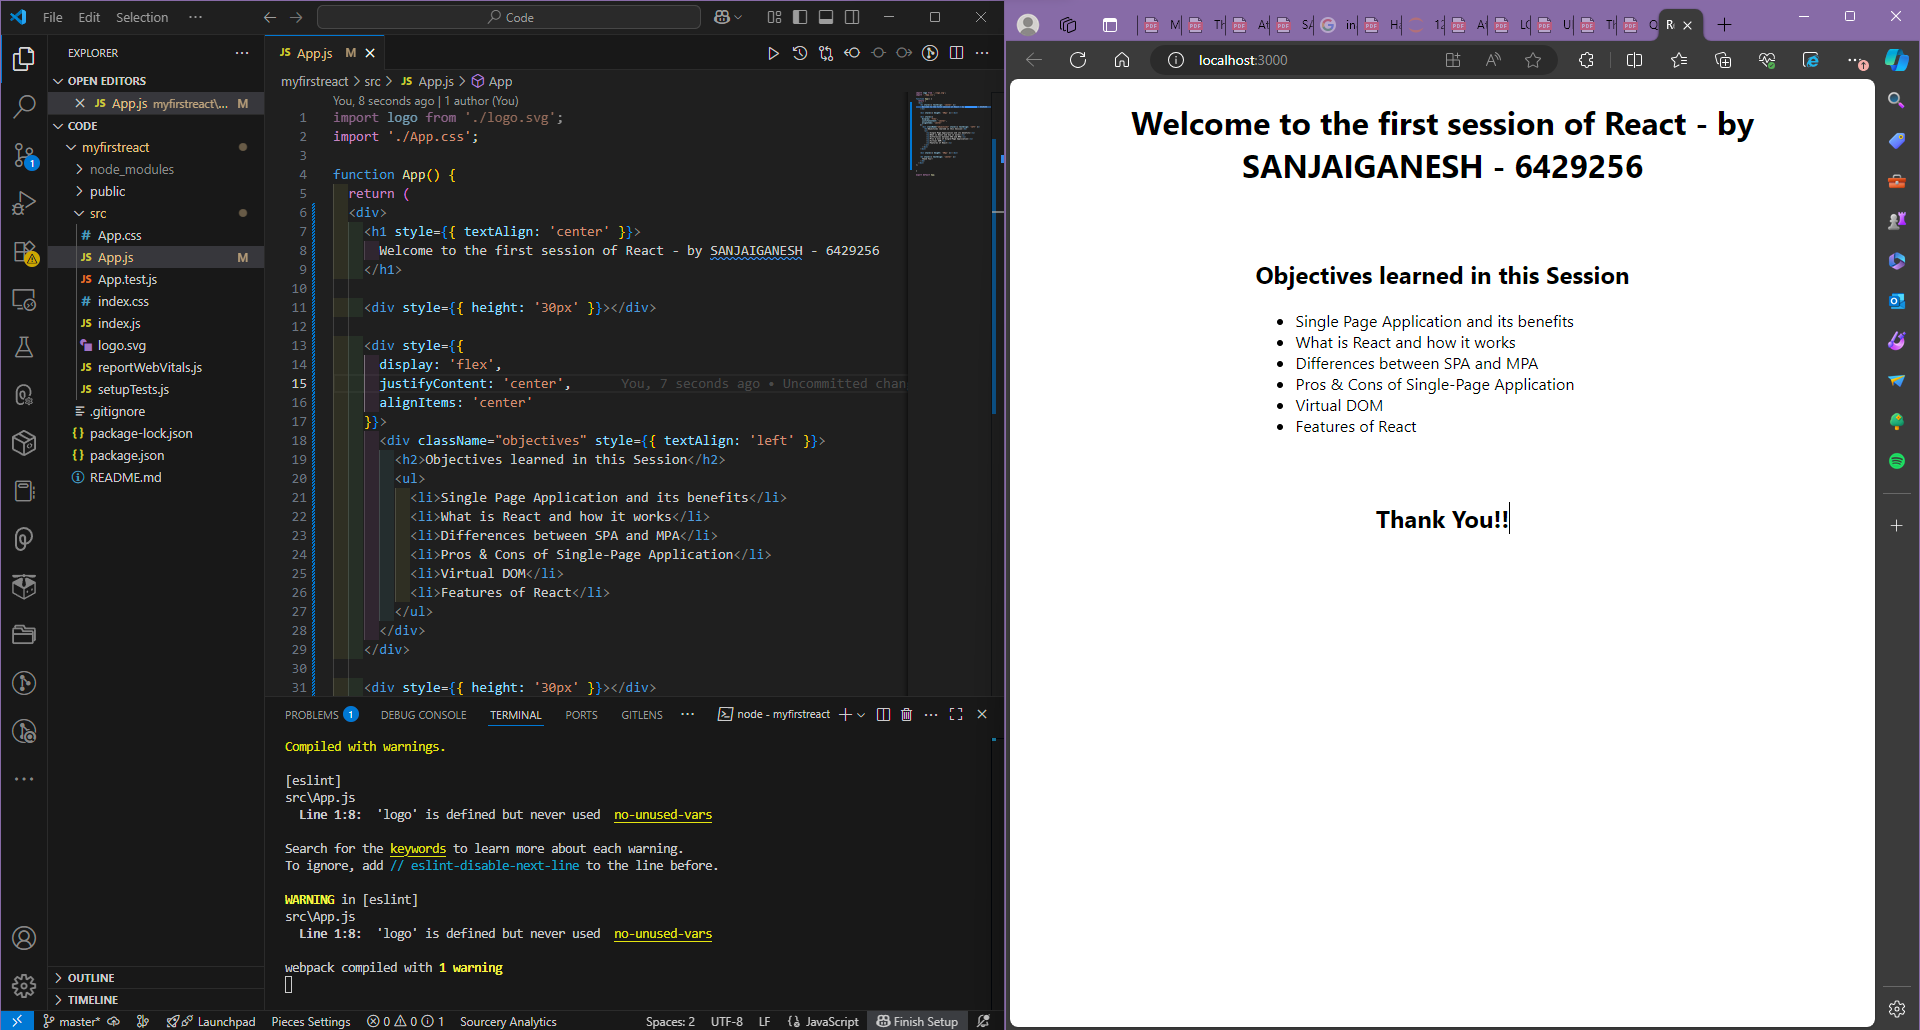 File Edit Selection ···
Code
EXPLORER
OPEN EDITORS
JS App.js myfirstreact\... M
CODE
myfirstreact
node_modules
public
src
# App.css
JS App.js M
JS App.test.js
# index.css
JS index.js
logo.svg
JS reportWebVitals.js
JS setupTests.js
.gitignore
{} package-lock.json
{} package.json
README.md
OUTLINE
TIMELINE
1
JS App.js M
myfirstreact > src > JS App.js > App
You, 8 seconds ago | 1 author (You)
1 import logo from './logo.svg';
2 import './App.css';
3
4 function App() {
5 return (
6 <div>
7 <h1 style={{ textAlign: 'center' }}>
8 Welcome to the first session of React - by SANJAIGANESH - 6429256
9 </h1>
10
11 <div style={{ height: '30px' }}></div>
12
13 <div style={{
14 display: 'flex',
15 justifyContent: 'center', You, 7 seconds ago • Uncommitted chan
16 alignItems: 'center'
17 }}>
18 <div className="objectives" style={{ textAlign: 'left' }}>
19 <h2>Objectives learned in this Session</h2>
20 <ul>
21 <li>Single Page Application and its benefits</li>
22 <li>What is React and how it works</li>
23 <li>Differences between SPA and MPA</li>
24 <li>Pros & Cons of Single-Page Application</li>
25 <li>Virtual DOM</li>
26 <li>Features of React</li>
27 </ul>
28 </div>
29 </div>
30
31 <div style={{ height: '30px' }}></div>
PROBLEMS 1 DEBUG CONSOLE TERMINAL PORTS GITLENS ··· node - myfirstreact
Compiled with warnings.
[eslint]
src\App.js
Line 1:8: 'logo' is defined but never used no-unused-vars
Search for the keywords to learn more about each warning.
To ignore, add // eslint-disable-next-line to the line before.
WARNING in [eslint]
src\App.js
Line 1:8: 'logo' is defined but never used no-unused-vars
webpack compiled with 1 warning
master* Launchpad Pieces Settings 0 0 1 Sourcery Analytics Spaces: 2 UTF-8 LF {} JavaScript Finish Setup
localhost:3000
Welcome to the first session of React - by
SANJAIGANESH - 6429256
Objectives learned in this Session
• Single Page Application and its benefits
• What is React and how it works
• Differences between SPA and MPA
• Pros & Cons of Single-Page Application
• Virtual DOM
• Features of React
Thank You!!